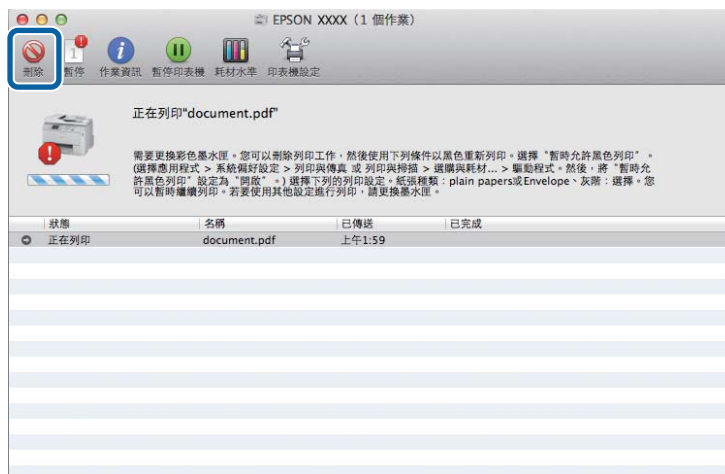 EPSON XXXX（1 個作業）
刪除 暫停 作業資訊 暫停印表機 耗材水準 印表機設定
正在列印"document.pdf"
需要更換彩色墨水匣。您可以刪除列印工作，然後使用下列條件以黑色重新列印。選擇〝暫時允許黑色列印〞。
(選擇應用程式 > 系統偏好設定 > 列印與傳真 或 列印與掃描 > 選購與耗材... > 驅動程式。然後，將〝暫時允
許黑色列印〞設定為〝開啟〞。) 選擇下列的列印設定。紙張種類：plain papers或Envelope、灰階：選擇。您
可以暫時繼續列印。若要使用其他設定進行列印，請更換墨水匣。
狀態 名稱 已傳送 已完成
正在列印 document.pdf 上午1:59